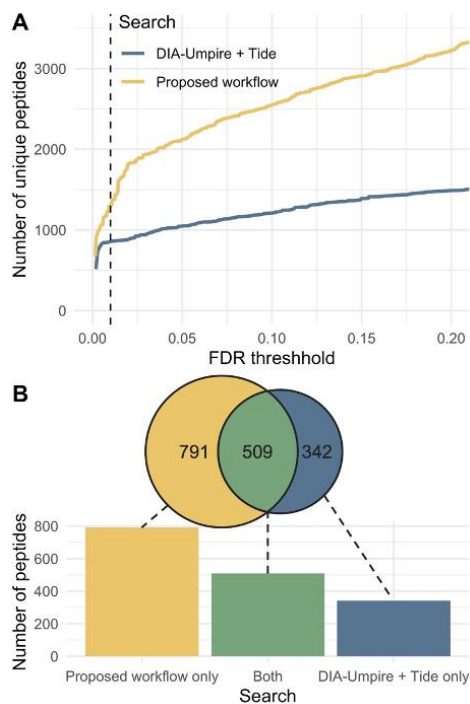 A
Search
DIA-Umpire + Tide
Proposed workflow
Number of unique peptides
3000
2000
1000
0
0.00 0.05 0.10 0.15 0.20
FDR threshhold
B
791 509 342
Number of peptides
800
600
400
200
0
Proposed workflow only Both DIA-Umpire + Tide only
Search